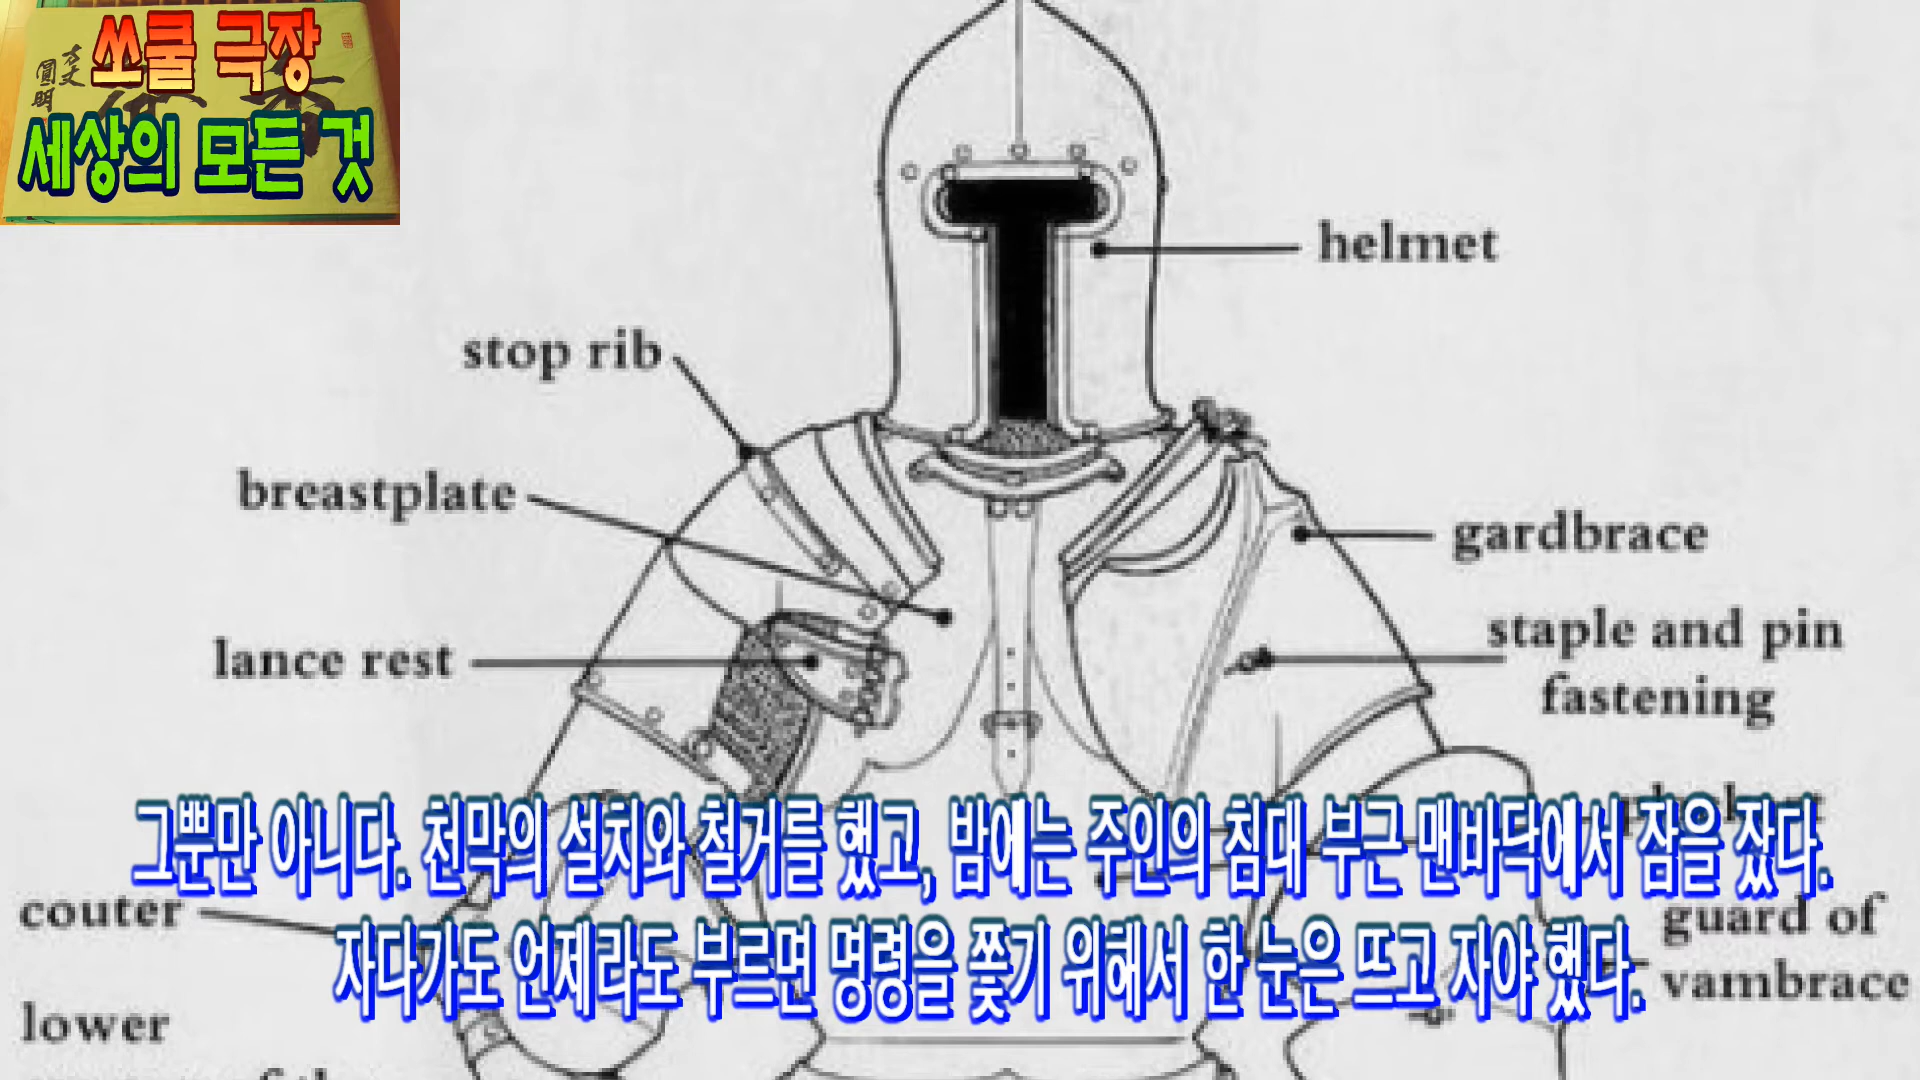 쏘쿨 극장
세상의 모든 것
helmet
stop rib
breastplate
gardbrace
lance rest
staple and pin
fastening
그뿐만 아니다. 천막의 설치와 철거를 했고, 밤에는 주인의 침대 부근 맨바닥에서 잠을 잤다.
자다가도 언제라도 부르면 명령을 쫓기 위해서 한 눈은 뜨고 자야 했다.
couter
guard of
vambrace
lower